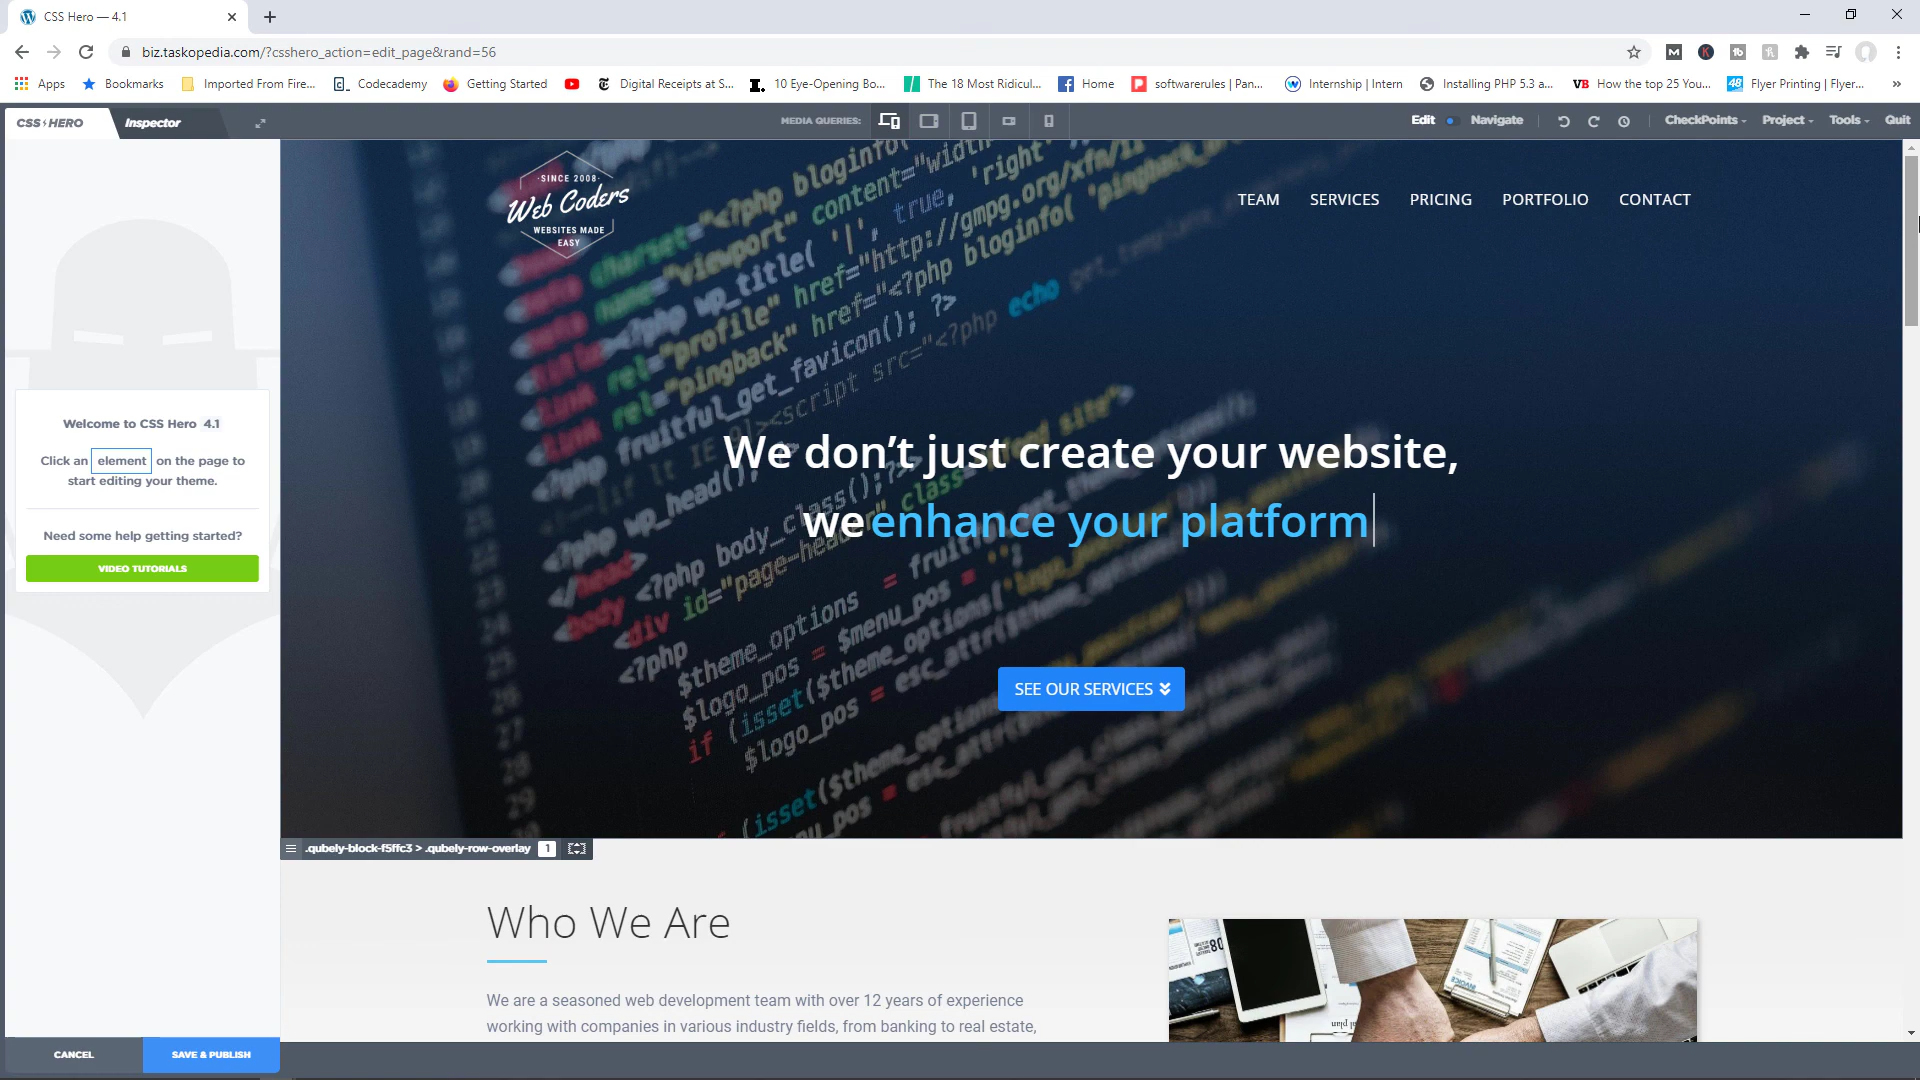 CSS Hero — 4.1
biz.taskopedia.com/?csshero_action=edit_page&rand=56
Apps
Bookmarks
Imported From Fire...
Codecademy
Getting Started
Digital Receipts at S...
10 Eye-Opening Bo...
The 18 Most Ridicul...
Home
softwarerules | Pan...
Internship | Intern
Installing PHP 5.3 a...
How the top 25 You...
Flyer Printing | Flyer...
CSS HERO
Inspector
MEDIA QUERIES:
Edit
Navigate
CheckPoints
Project
Tools
Quit
·SINCE 2008·
Web Coders
WEBSITES MADE
EASY
TEAM
SERVICES
PRICING
PORTFOLIO
CONTACT
We don’t just create your website,
we enhance your platform
SEE OUR SERVICES
Welcome to CSS Hero 4.1
Click an element on the page to
start editing your theme.
Need some help getting started?
VIDEO TUTORIALS
.qubely-block-f5ffc3 > .qubely-row-overlay 1
Who We Are
We are a seasoned web development team with over 12 years of experience
working with companies in various industry fields, from banking to real estate,
CANCEL
SAVE & PUBLISH